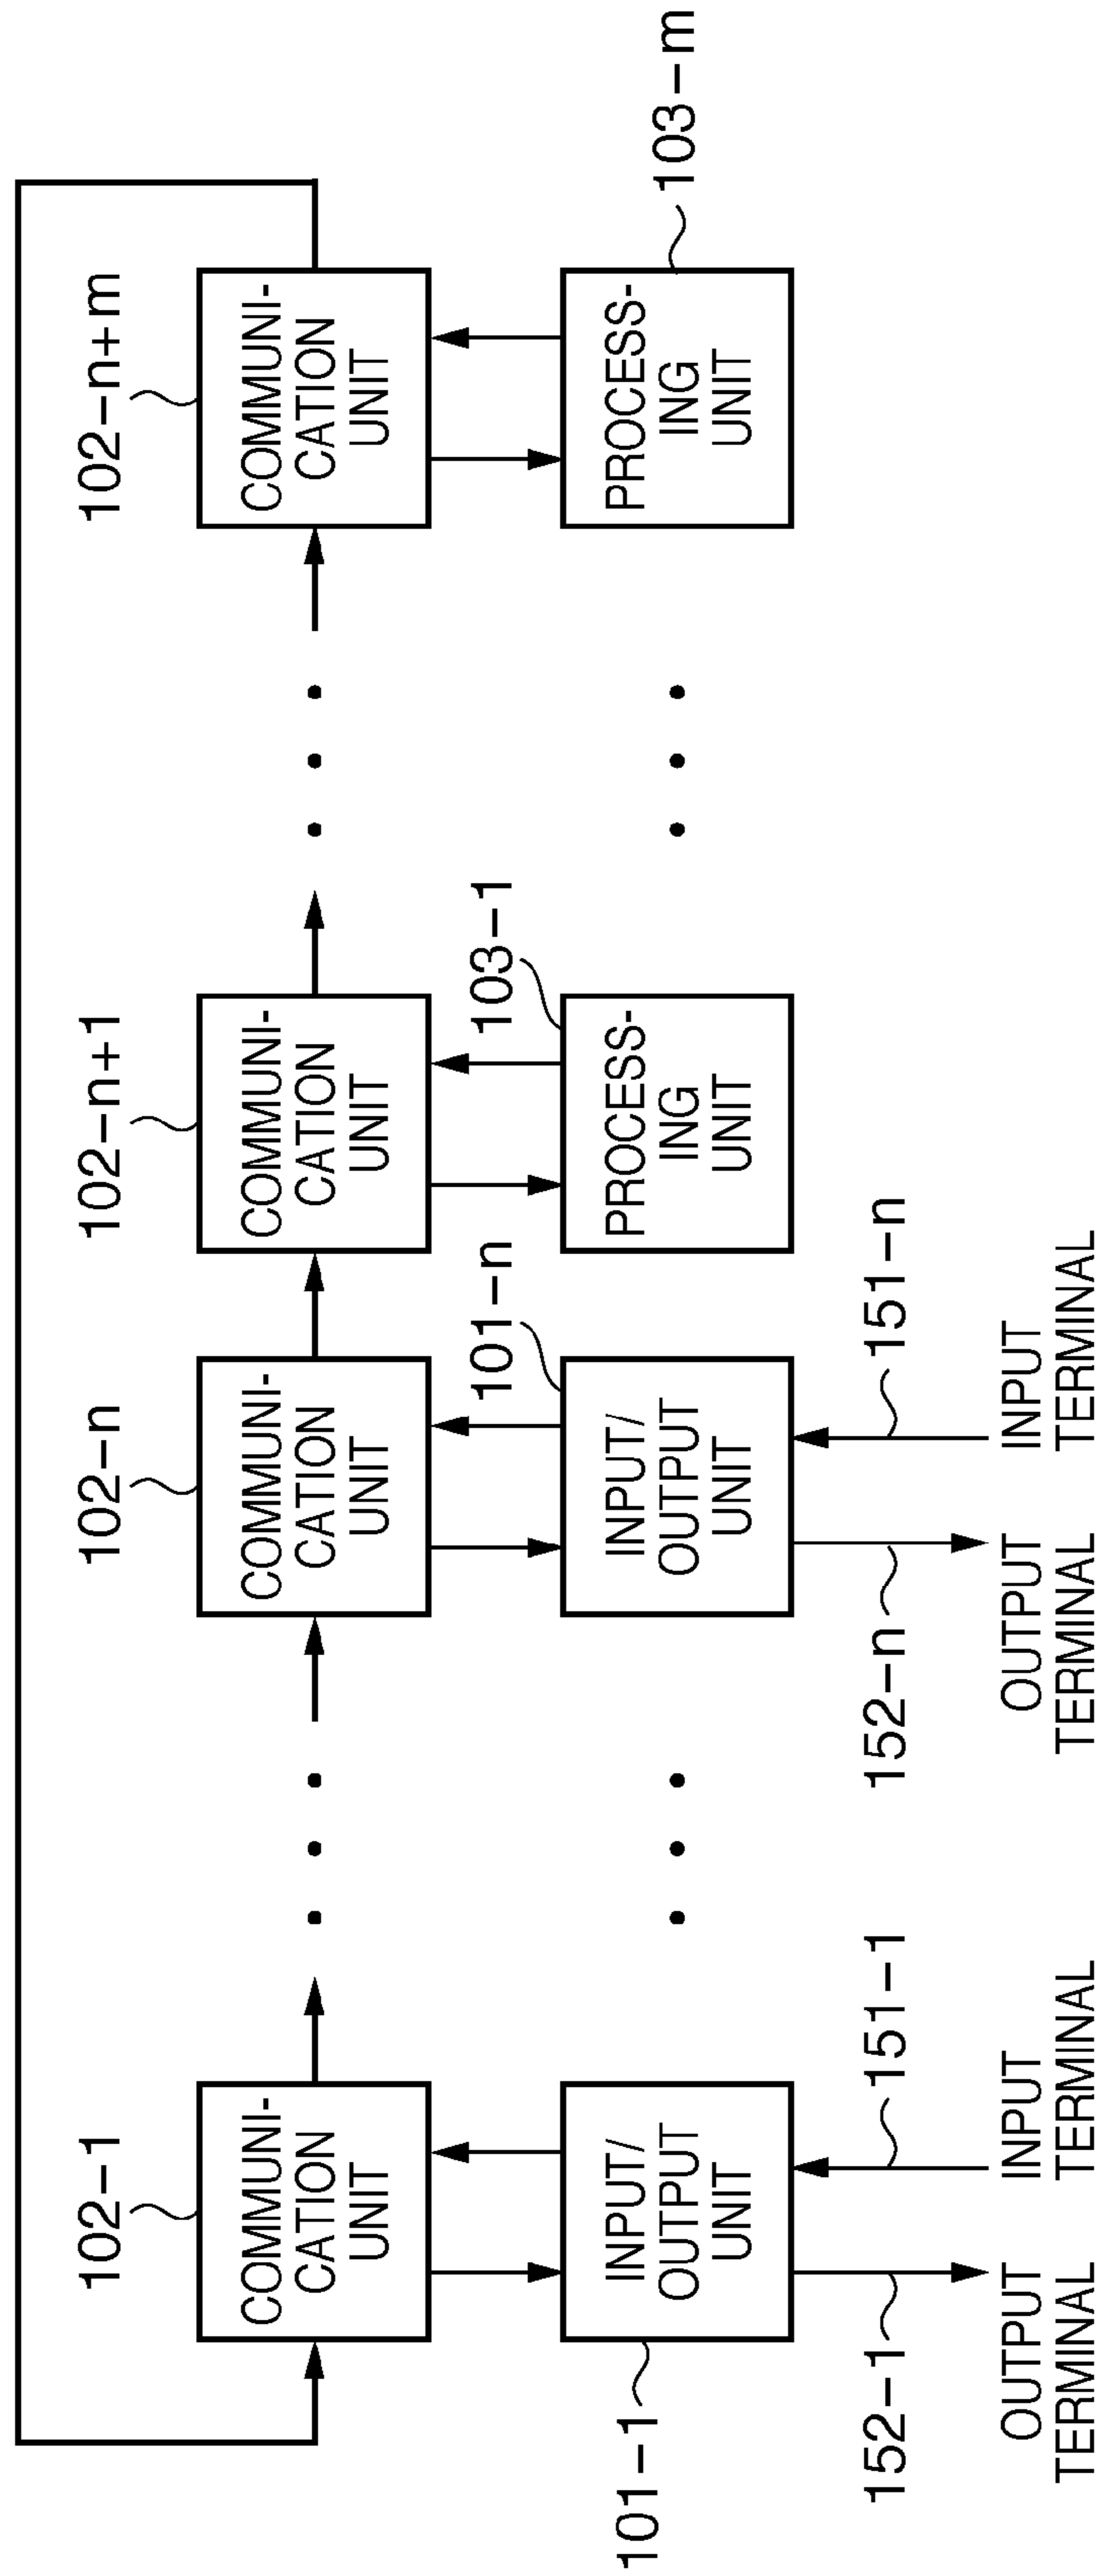 102-1
102-n
102-n+1
102-n+m
COMMUNI-
CATION
UNIT
COMMUNI-
CATION
UNIT
COMMUNI-
CATION
UNIT
COMMUNI-
CATION
UNIT
101-n
103-1
101-1
INPUT/
OUTPUT
UNIT
INPUT/
OUTPUT
UNIT
PROCESS-
ING
UNIT
PROCESS-
ING
UNIT
103-m
152-1
151-1
152-n
151-n
OUTPUT
TERMINAL
INPUT
TERMINAL
OUTPUT
TERMINAL
INPUT
TERMINAL